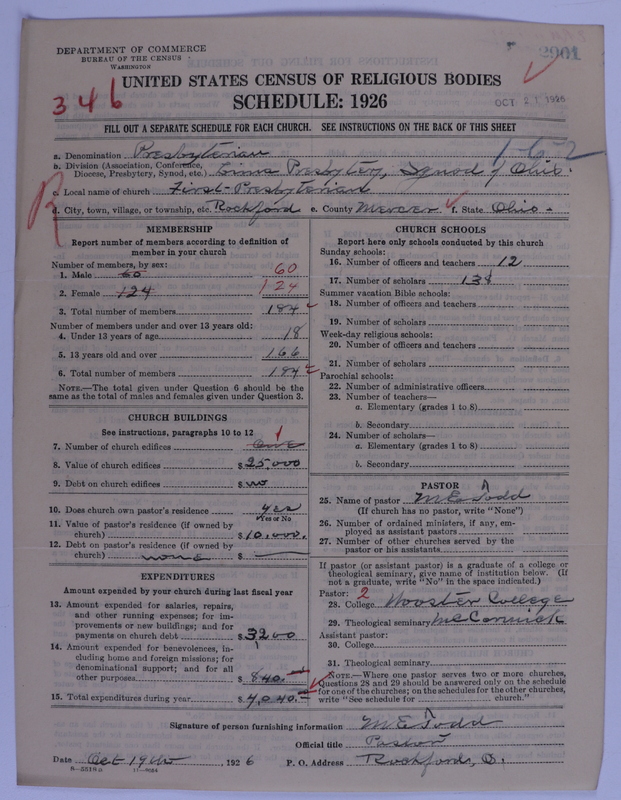 DEPARTMENT OF COMMERCE
BUREAU OF THE CENSUS
WASHINGTON
2901
UNITED STATES CENSUS OF RELIGIOUS BODIES
346
SCHEDULE: 1926
OCT 21 1926
FILL OUT A SEPARATE SCHEDULE FOR EACH CHURCH. SEE INSTRUCTIONS ON THE BACK OF THIS SHEET
1-62
a. Denomination Presbyterian
b. Division (Association, Conference, Diocese, Presbytery, Synod, etc.) Lima Presbytery, Synod of Ohio.
c. Local name of church First-Presbyterian
R
d. City, town, village, or township, etc. Rockford e. County Mercer f. State Ohio-
MEMBERSHIP
Report number of members according to definition of
member in your church
Number of members, by sex:
1. Male 60 60
2. Female 124 124
3. Total number of members 184
Number of members under and over 13 years old:
4. Under 13 years of age 18
5. 13 years old and over 166
6. Total number of members 184
NOTE.—The total given under Question 6 should be the
same as the total of males and females given under Question 3.
CHURCH BUILDINGS
See instructions, paragraphs 10 to 12
1
7. Number of church edifices one
8. Value of church edifices $25,000
9. Debt on church edifices $no
10. Does church own pastor's residence yes
(Yes or No)
11. Value of pastor's residence (if owned by
church) $10,000.
12. Debt on pastor's residence (if owned by
church) none $
EXPENDITURES
Amount expended by your church during last fiscal year
13. Amount expended for salaries, repairs,
and other running expenses; for im-
provements or new buildings; and for
payments on church debt $3200
14. Amount expended for benevolences, in-
cluding home and foreign missions; for
denominational support; and for all
other purposes $840.
15. Total expenditures during year $4,040.
CHURCH SCHOOLS
Report here only schools conducted by this church
Sunday schools:
16. Number of officers and teachers 12
17. Number of scholars
Summer vacation Bible schools:
18. Number of officers and teachers
19. Number of scholars
Week-day religious schools:
20. Number of officers and teachers
21. Number of scholars
Parochial schools:
22. Number of administrative officers
23. Number of teachers—
a. Elementary (grades 1 to 8)
b. Secondary
24. Number of scholars—
a. Elementary (grades 1 to 8)
b. Secondary
PASTOR
25. Name of pastor M E Todd
(If church has no pastor, write "None")
26. Number of ordained ministers, if any, em-
ployed as assistant pastors
27. Number of other churches served by the
pastor or his assistants
If pastor (or assistant pastor) is a graduate of a college or
theological seminary, give name of institution below. (If
not a graduate, write "No" in the space indicated.)
Pastor: 2
28. College Wooster College
29. Theological seminary McCormick
Assistant pastor:
30. College
31. Theological seminary
NOTE.—Where one pastor serves two or more churches,
Questions 28 and 29 should be answered only on the schedule
for one of the churches; on the schedules for the other churches,
write "See schedule for church."
Signature of person furnishing information M E Todd
Official title Pastor
Date Oct 19th 1926 P. O. Address Rockford, O.
8—5519a 11—9084